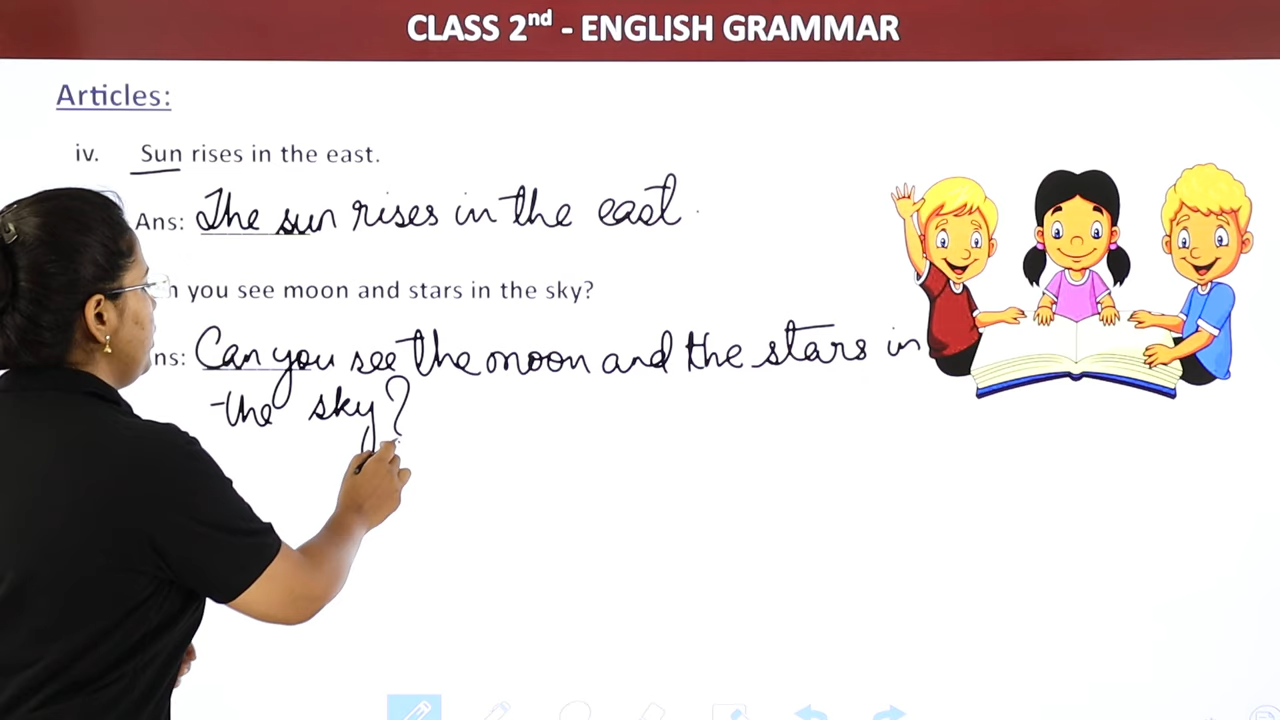 CLASS 2nd - ENGLISH GRAMMAR
Articles:
iv. Sun rises in the east.
Ans: The sun rises in the east.
you see moon and stars in the sky?
Can you see the moon and the stars in
the sky?